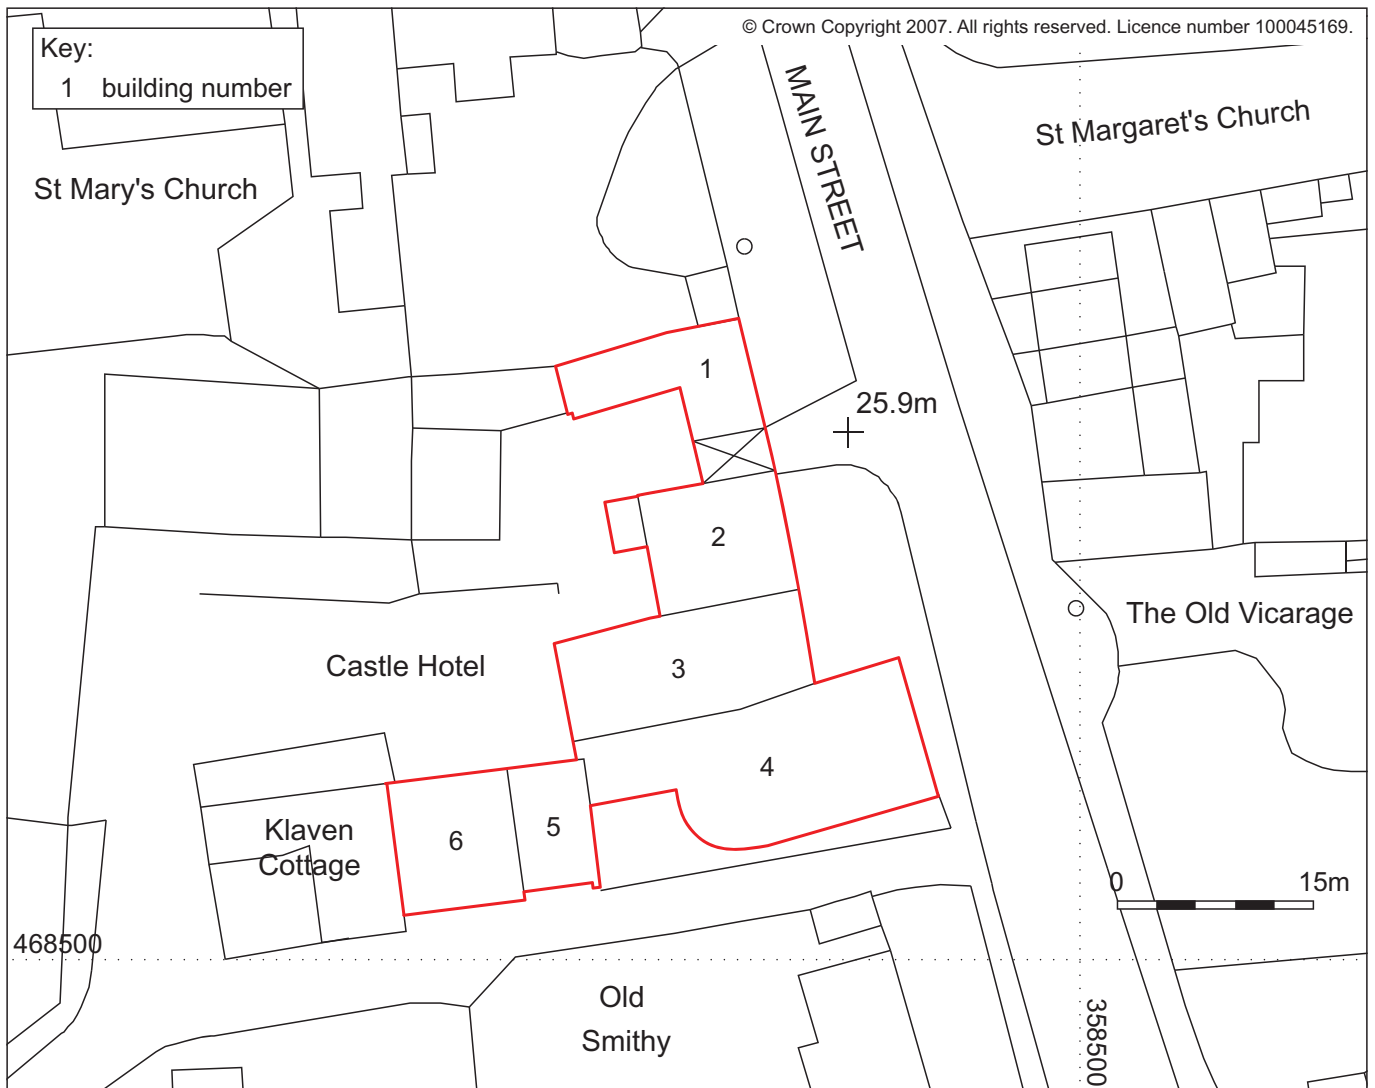 © Crown Copyright 2007. All rights reserved. Licence number 100045169.
Key:
1 building number
MAIN STREET
St Margaret's Church
St Mary's Church
1
25.9m
2
The Old Vicarage
Castle Hotel
3
4
Klaven
Cottage
6
5
0 15m
468500
Old
Smithy
358500